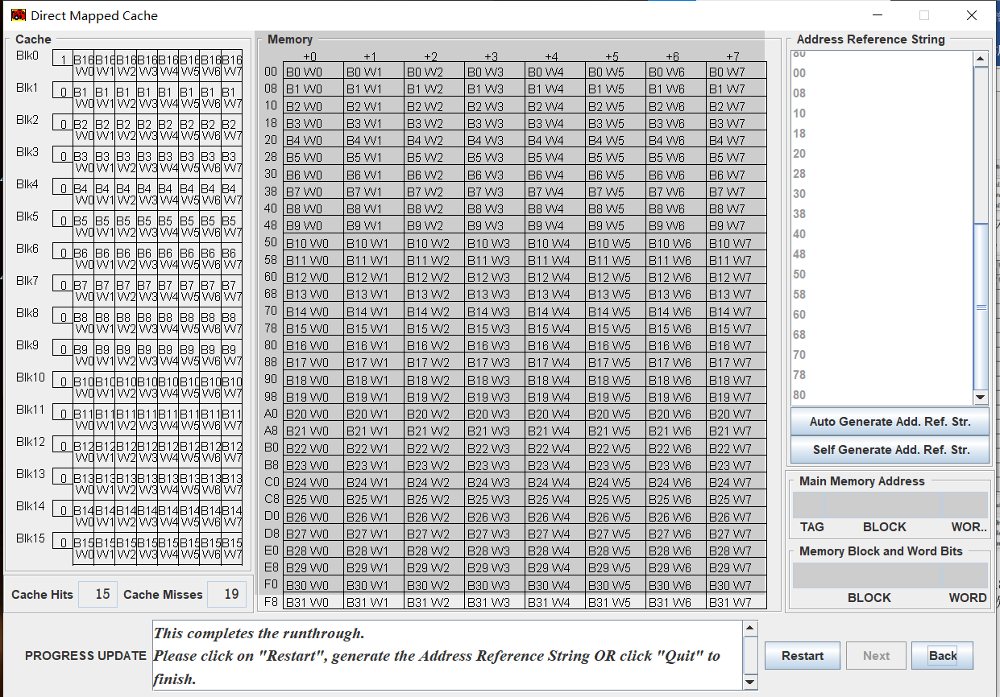 Direct Mapped Cache
Cache
Blk0 1 B16 B16 B16 B16 B16 B16 B16 B16
W0 W1 W2 W3 W4 W5 W6 W7
Blk1 0 B1 B1 B1 B1 B1 B1 B1 B1
W0 W1 W2 W3 W4 W5 W6 W7
Blk2 0 B2 B2 B2 B2 B2 B2 B2 B2
W0 W1 W2 W3 W4 W5 W6 W7
Blk3 0 B3 B3 B3 B3 B3 B3 B3 B3
W0 W1 W2 W3 W4 W5 W6 W7
Blk4 0 B4 B4 B4 B4 B4 B4 B4 B4
W0 W1 W2 W3 W4 W5 W6 W7
Blk5 0 B5 B5 B5 B5 B5 B5 B5 B5
W0 W1 W2 W3 W4 W5 W6 W7
Blk6 0 B6 B6 B6 B6 B6 B6 B6 B6
W0 W1 W2 W3 W4 W5 W6 W7
Blk7 0 B7 B7 B7 B7 B7 B7 B7 B7
W0 W1 W2 W3 W4 W5 W6 W7
Blk8 0 B8 B8 B8 B8 B8 B8 B8 B8
W0 W1 W2 W3 W4 W5 W6 W7
Blk9 0 B9 B9 B9 B9 B9 B9 B9 B9
W0 W1 W2 W3 W4 W5 W6 W7
Blk10 0 B10 B10 B10 B10 B10 B10 B10 B10
W0 W1 W2 W3 W4 W5 W6 W7
Blk11 0 B11 B11 B11 B11 B11 B11 B11 B11
W0 W1 W2 W3 W4 W5 W6 W7
Blk12 0 B12 B12 B12 B12 B12 B12 B12 B12
W0 W1 W2 W3 W4 W5 W6 W7
Blk13 0 B13 B13 B13 B13 B13 B13 B13 B13
W0 W1 W2 W3 W4 W5 W6 W7
Blk14 0 B14 B14 B14 B14 B14 B14 B14 B14
W0 W1 W2 W3 W4 W5 W6 W7
Blk15 0 B15 B15 B15 B15 B15 B15 B15 B15
W0 W1 W2 W3 W4 W5 W6 W7
Cache Hits 15 Cache Misses 19
Memory
+0 +1 +2 +3 +4 +5 +6 +7
00 B0 W0 B0 W1 B0 W2 B0 W3 B0 W4 B0 W5 B0 W6 B0 W7
08 B1 W0 B1 W1 B1 W2 B1 W3 B1 W4 B1 W5 B1 W6 B1 W7
10 B2 W0 B2 W1 B2 W2 B2 W3 B2 W4 B2 W5 B2 W6 B2 W7
18 B3 W0 B3 W1 B3 W2 B3 W3 B3 W4 B3 W5 B3 W6 B3 W7
20 B4 W0 B4 W1 B4 W2 B4 W3 B4 W4 B4 W5 B4 W6 B4 W7
28 B5 W0 B5 W1 B5 W2 B5 W3 B5 W4 B5 W5 B5 W6 B5 W7
30 B6 W0 B6 W1 B6 W2 B6 W3 B6 W4 B6 W5 B6 W6 B6 W7
38 B7 W0 B7 W1 B7 W2 B7 W3 B7 W4 B7 W5 B7 W6 B7 W7
40 B8 W0 B8 W1 B8 W2 B8 W3 B8 W4 B8 W5 B8 W6 B8 W7
48 B9 W0 B9 W1 B9 W2 B9 W3 B9 W4 B9 W5 B9 W6 B9 W7
50 B10 W0 B10 W1 B10 W2 B10 W3 B10 W4 B10 W5 B10 W6 B10 W7
58 B11 W0 B11 W1 B11 W2 B11 W3 B11 W4 B11 W5 B11 W6 B11 W7
60 B12 W0 B12 W1 B12 W2 B12 W3 B12 W4 B12 W5 B12 W6 B12 W7
68 B13 W0 B13 W1 B13 W2 B13 W3 B13 W4 B13 W5 B13 W6 B13 W7
70 B14 W0 B14 W1 B14 W2 B14 W3 B14 W4 B14 W5 B14 W6 B14 W7
78 B15 W0 B15 W1 B15 W2 B15 W3 B15 W4 B15 W5 B15 W6 B15 W7
80 B16 W0 B16 W1 B16 W2 B16 W3 B16 W4 B16 W5 B16 W6 B16 W7
88 B17 W0 B17 W1 B17 W2 B17 W3 B17 W4 B17 W5 B17 W6 B17 W7
90 B18 W0 B18 W1 B18 W2 B18 W3 B18 W4 B18 W5 B18 W6 B18 W7
98 B19 W0 B19 W1 B19 W2 B19 W3 B19 W4 B19 W5 B19 W6 B19 W7
A0 B20 W0 B20 W1 B20 W2 B20 W3 B20 W4 B20 W5 B20 W6 B20 W7
A8 B21 W0 B21 W1 B21 W2 B21 W3 B21 W4 B21 W5 B21 W6 B21 W7
B0 B22 W0 B22 W1 B22 W2 B22 W3 B22 W4 B22 W5 B22 W6 B22 W7
B8 B23 W0 B23 W1 B23 W2 B23 W3 B23 W4 B23 W5 B23 W6 B23 W7
C0 B24 W0 B24 W1 B24 W2 B24 W3 B24 W4 B24 W5 B24 W6 B24 W7
C8 B25 W0 B25 W1 B25 W2 B25 W3 B25 W4 B25 W5 B25 W6 B25 W7
D0 B26 W0 B26 W1 B26 W2 B26 W3 B26 W4 B26 W5 B26 W6 B26 W7
D8 B27 W0 B27 W1 B27 W2 B27 W3 B27 W4 B27 W5 B27 W6 B27 W7
E0 B28 W0 B28 W1 B28 W2 B28 W3 B28 W4 B28 W5 B28 W6 B28 W7
E8 B29 W0 B29 W1 B29 W2 B29 W3 B29 W4 B29 W5 B29 W6 B29 W7
F0 B30 W0 B30 W1 B30 W2 B30 W3 B30 W4 B30 W5 B30 W6 B30 W7
F8 B31 W0 B31 W1 B31 W2 B31 W3 B31 W4 B31 W5 B31 W6 B31 W7
Address Reference String
80
00
08
10
18
20
28
30
38
40
48
50
58
60
68
70
78
80
Auto Generate Add. Ref. Str.
Self Generate Add. Ref. Str.
Main Memory Address
TAG BLOCK WOR..
Memory Block and Word Bits
BLOCK WORD
PROGRESS UPDATE
This completes the runthrough.
Please click on "Restart", generate the Address Reference String OR click "Quit" to
finish.
Restart Next Back